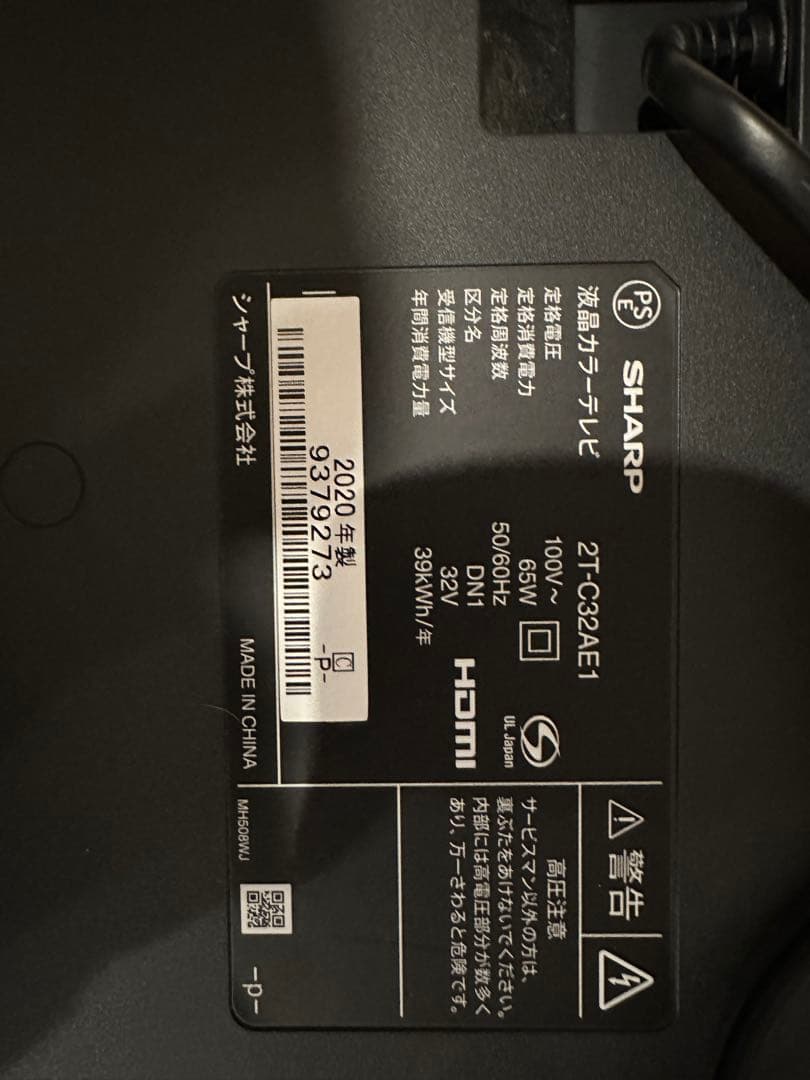 SHARP
液晶カラーテレビ 2T-C32AE1
定格電圧 100V～
定格消費電力 65W
定格周波数 50/60Hz
区分名 DN1
受信機型サイズ 32V
年間消費電力量 39kWh/年
PSE
UL Japan
HDMI
2020 年製
9379273
C
-p-
シャープ株式会社 MADE IN CHINA
警告
高圧注意
サービスマン以外の方は、
裏ぶたをあけないでください。
内部には高電圧部分が数多く
あり、万一さわると危険です。
MH508WJ
-p-